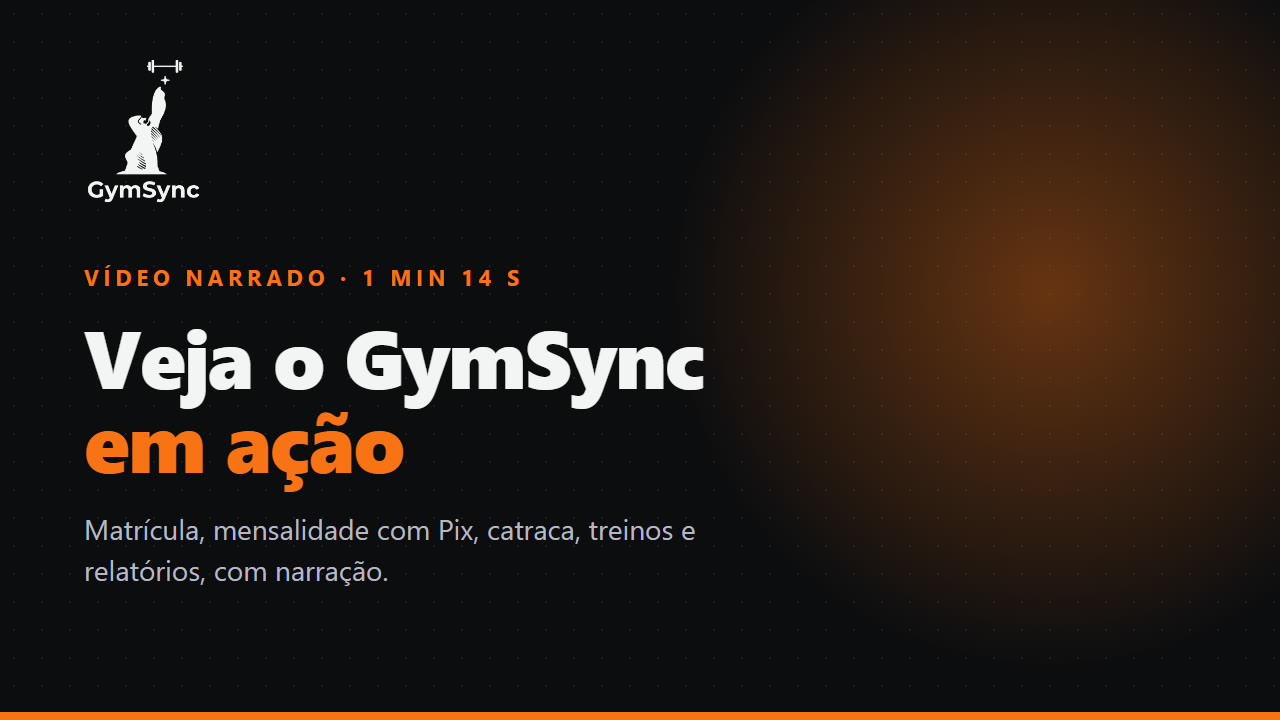 GymSync
VÍDEO NARRADO · 1 MIN 14 S
Veja o GymSync
em ação
Matrícula, mensalidade com Pix, catraca, treinos e
relatórios, com narração.